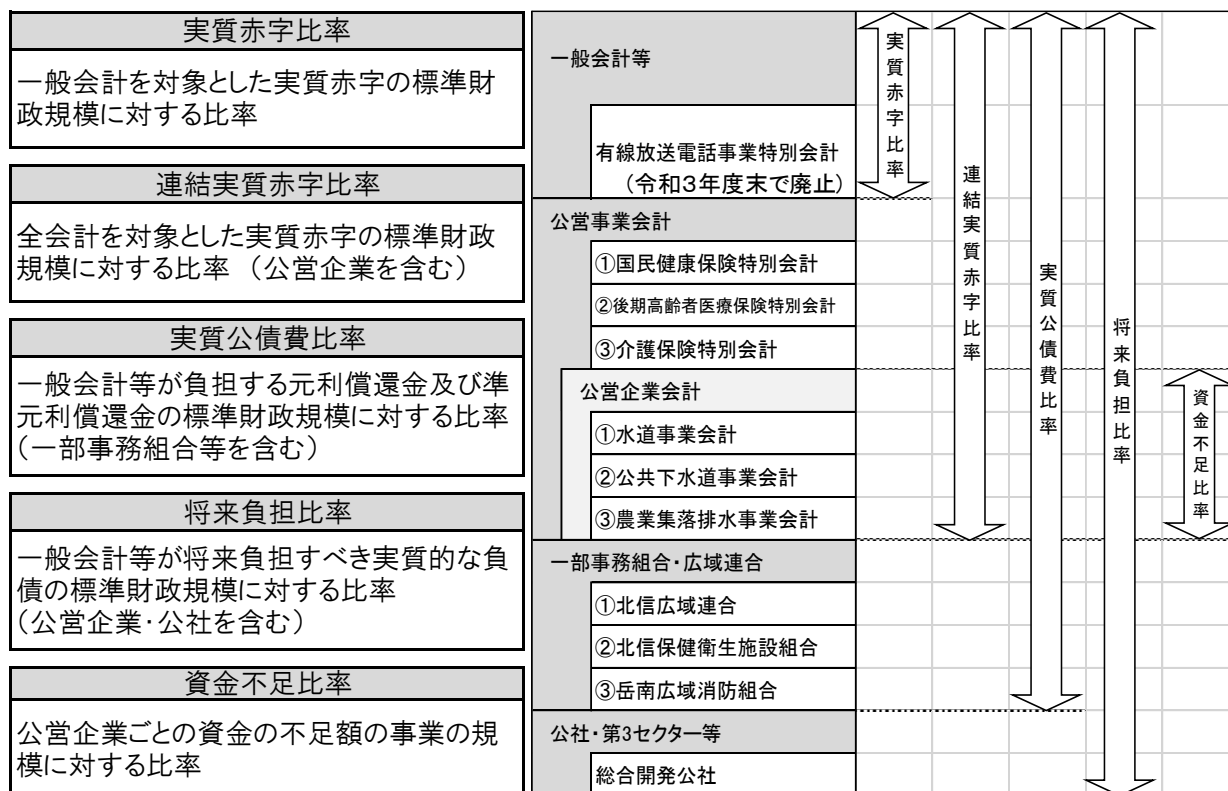 実質赤字比率
一般会計を対象とした実質赤字の標準財
政規模に対する比率
連結実質赤字比率
全会計を対象とした実質赤字の標準財政
規模に対する比率 (公営企業を含む)
実質公債費比率
一般会計等が負担する元利償還金及び準
元利償還金の標準財政規模に対する比率
(一部事務組合等を含む)
将来負担比率
一般会計等が将来負担すべき実質的な負
債の標準財政規模に対する比率
(公営企業・公社を含む)
資金不足比率
公営企業ごとの資金の不足額の事業の規
模に対する比率
一般会計等
有線放送電話事業特別会計
(令和3年度末で廃止)
公営事業会計
①国民健康保険特別会計
②後期高齢者医療保険特別会計
③介護保険特別会計
公営企業会計
①水道事業会計
②公共下水道事業会計
③農業集落排水事業会計
一部事務組合・広域連合
①北信広域連合
②北信保健衛生施設組合
③岳南広域消防組合
公社・第3セクター等
総合開発公社
実質赤字比率
連結実質赤字比率
実質公債費比率
将来負担比率
資金不足比率